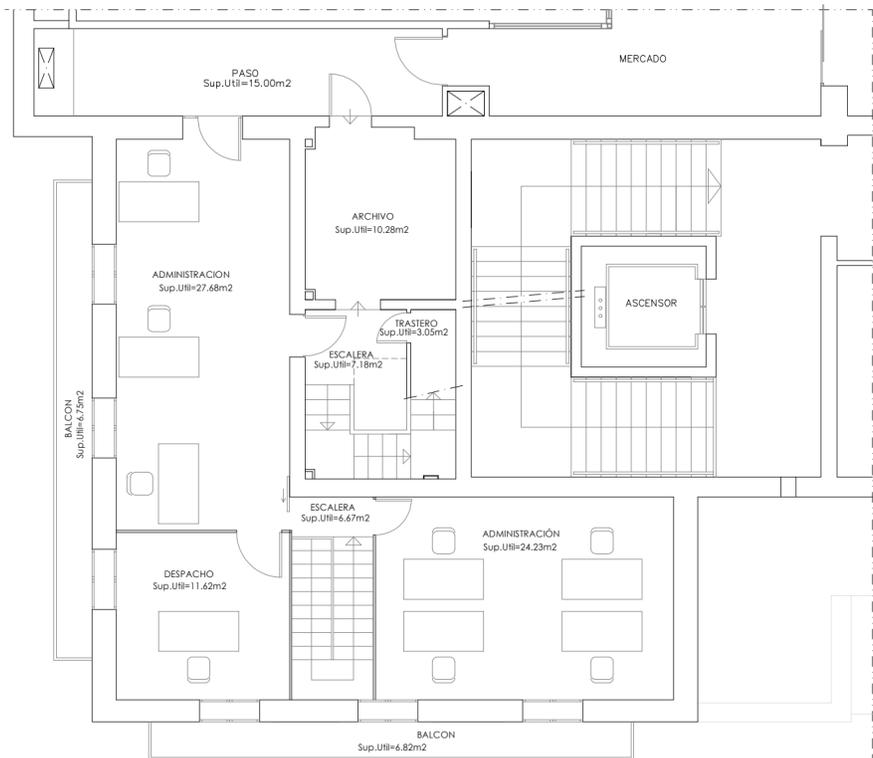 MERCADO
PASO
Sup.Util=15.00m2
ARCHIVO
Sup.Util=10.28m2
ADMINISTRACION
Sup.Util=27.68m2
ASCENSOR
TRASTERO
Sup.Util=3.05m2
ESCALERA
Sup.Util=7.18m2
BALCON
Sup.Util=6.75m2
ESCALERA
Sup.Util=6.67m2
ADMINISTRACIÓN
Sup.Util=24.23m2
DESPACHO
Sup.Util=11.62m2
BALCON
Sup.Util=6.82m2